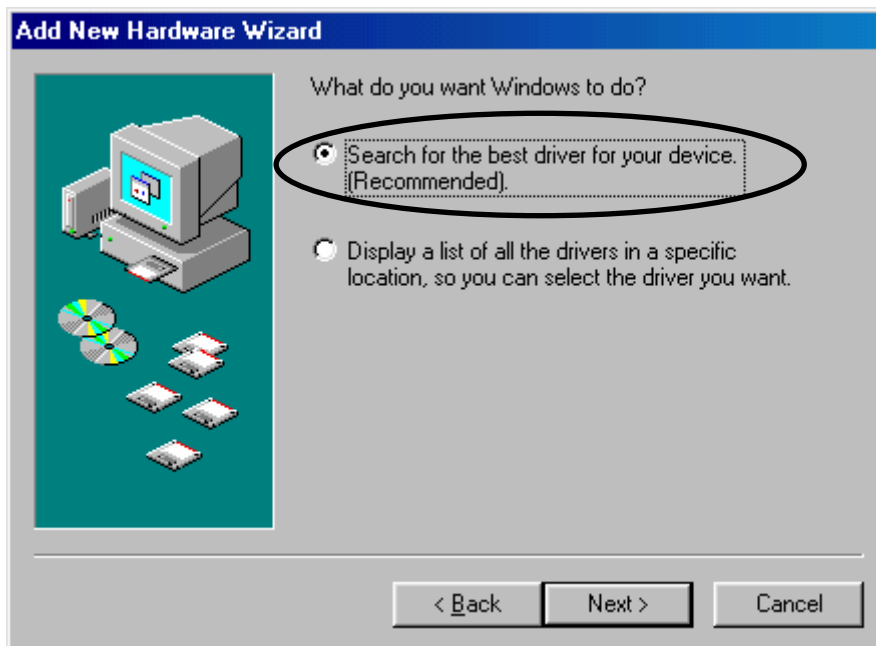 Add New Hardware Wizard
What do you want Windows to do?
Search for the best driver for your device.
(Recommended).
Display a list of all the drivers in a specific
location, so you can select the driver you want.
< Back
Next >
Cancel